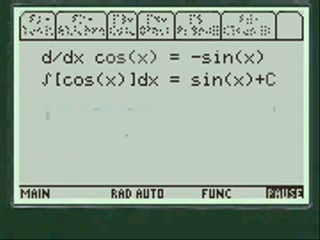 d/dx cos(x) = -sin(x)
∫[cos(x)]dx = sin(x)+C
MAIN RAD AUTO FUNC PAUSE